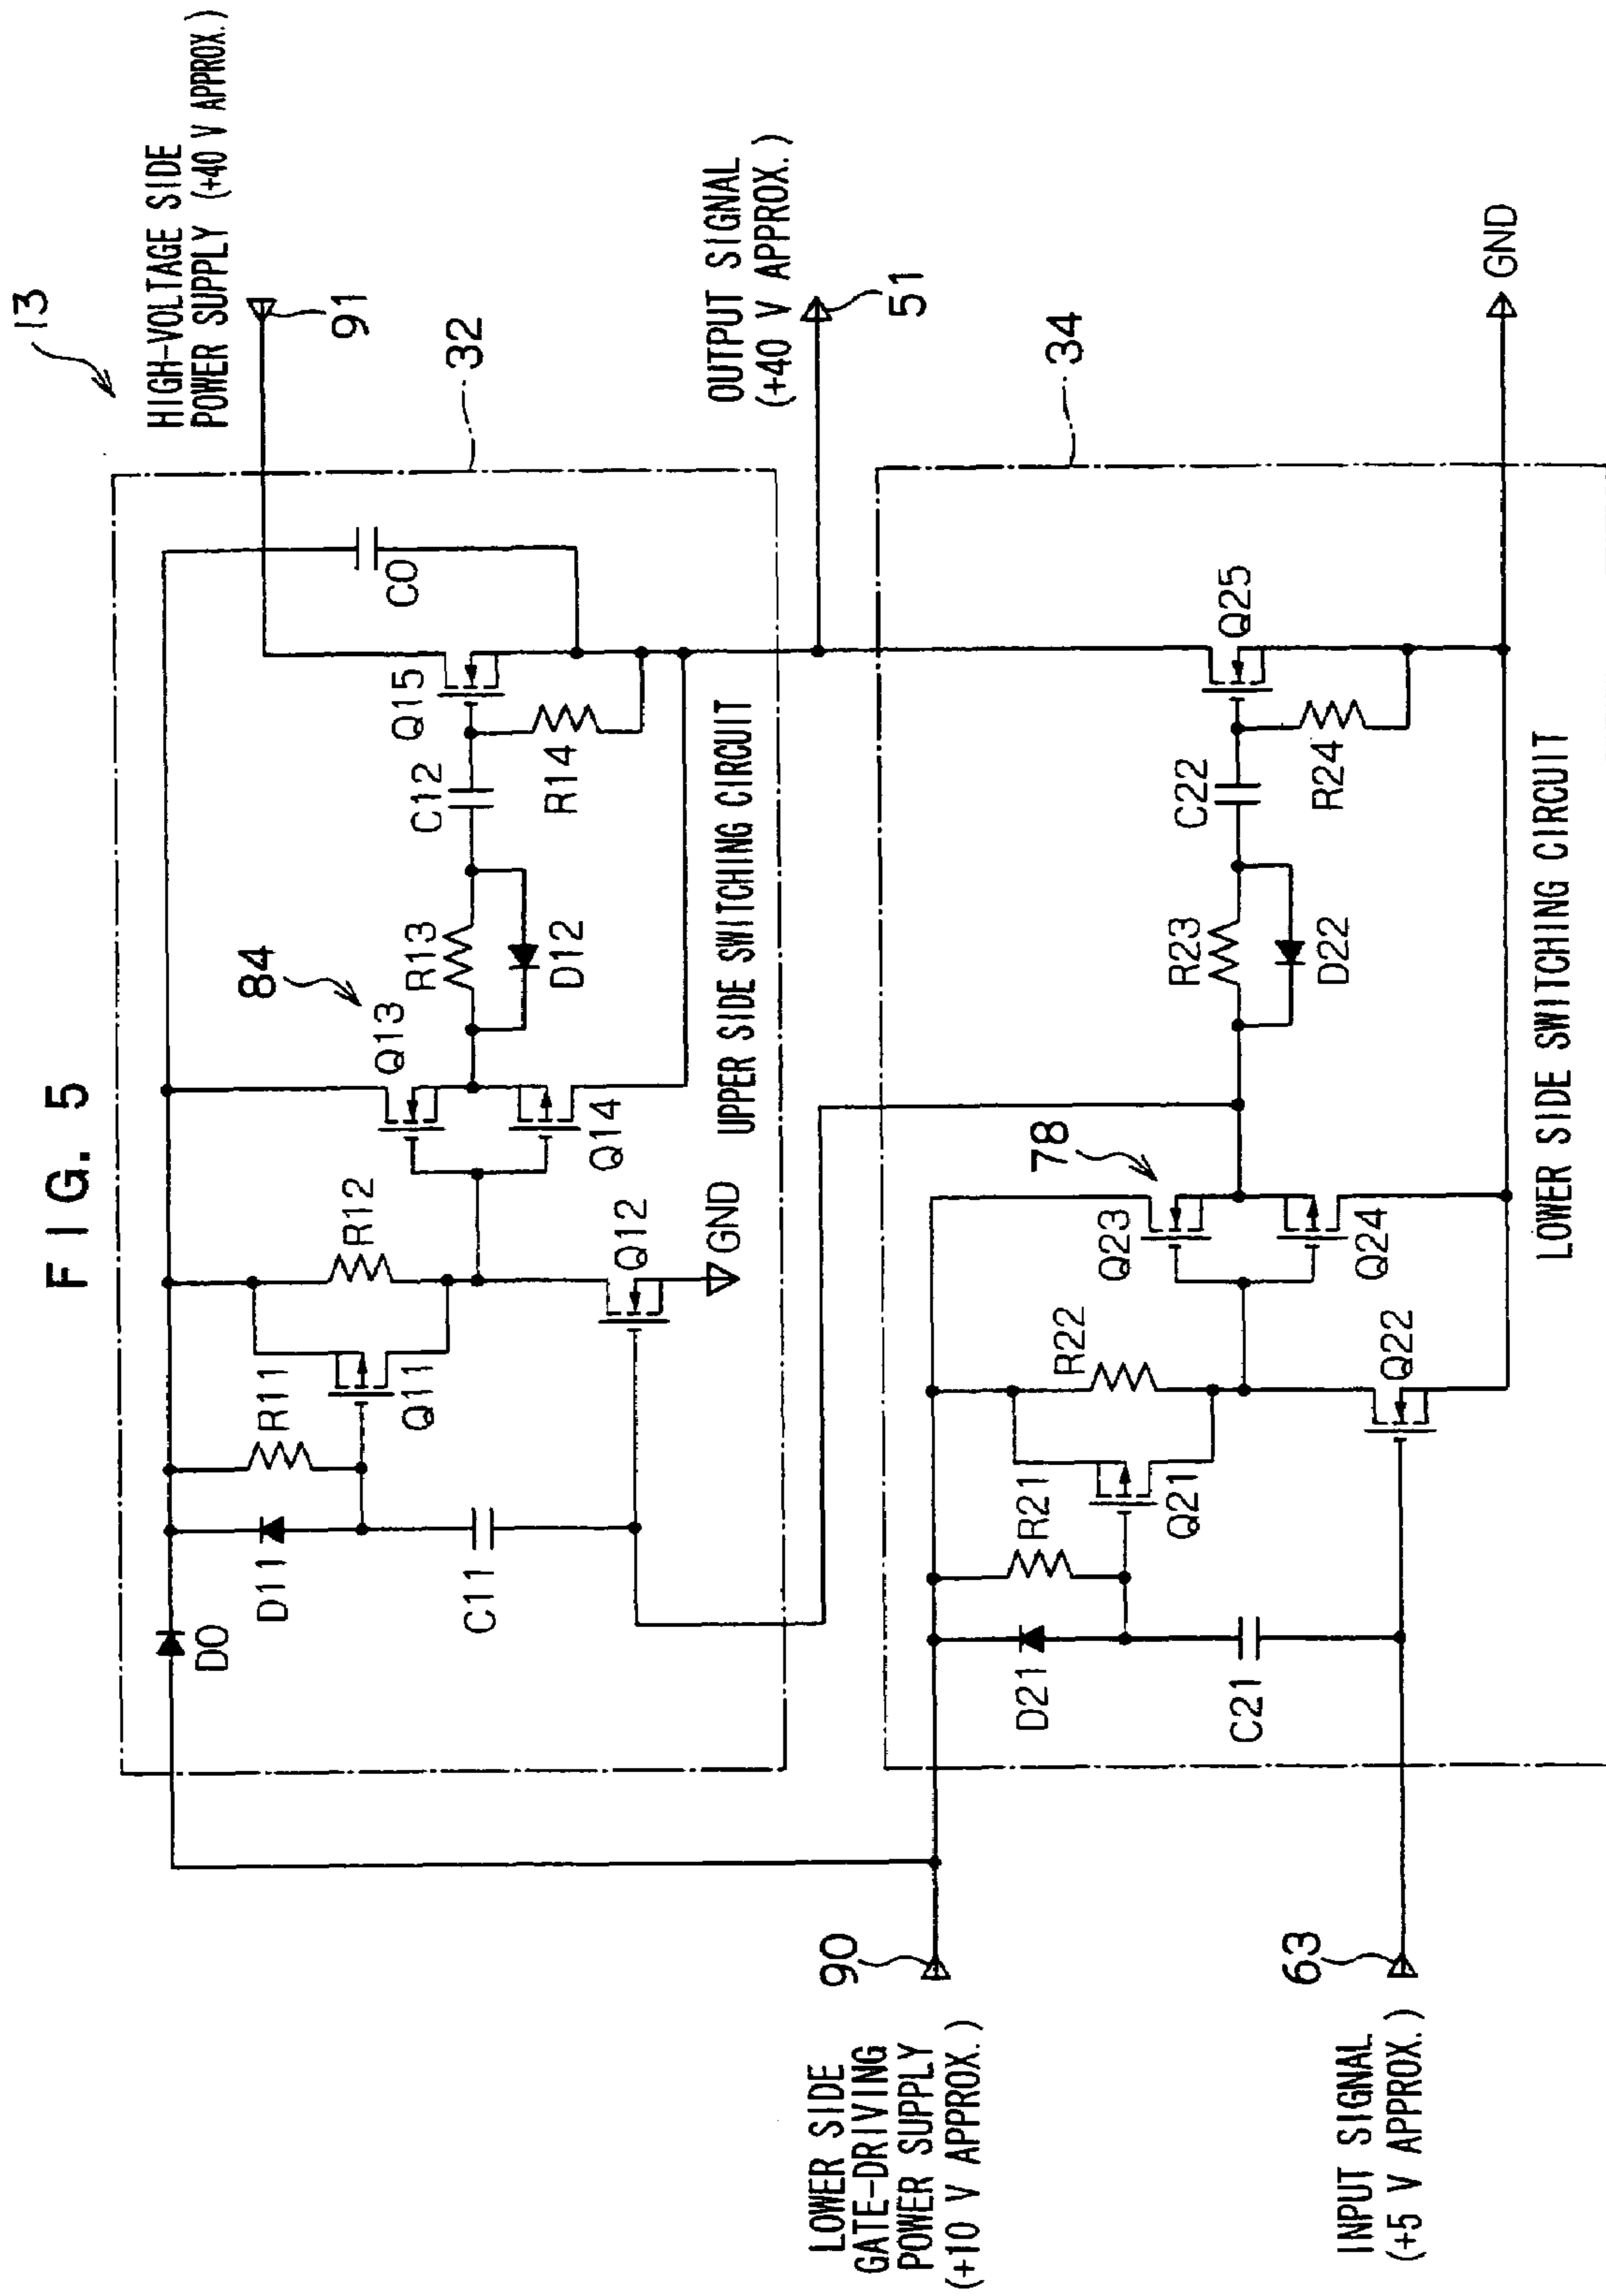 FIG. 5
13
HIGH-VOLTAGE SIDE
POWER SUPPLY (+40 V APPROX.)
91
32
D0
D11
R11
Q11
R12
C11
Q12
GND
84
Q13
Q14
R13
D12
C12
Q15
R14
C0
UPPER SIDE SWITCHING CIRCUIT
OUTPUT SIGNAL
(+40 V APPROX.)
51
34
LOWER SIDE
GATE-DRIVING
POWER SUPPLY
(+10 V APPROX.)
90
D21
R21
Q21
R22
C21
Q22
78
Q23
Q24
R23
D22
C22
Q25
R24
INPUT SIGNAL
(+5 V APPROX.)
63
GND
LOWER SIDE SWITCHING CIRCUIT